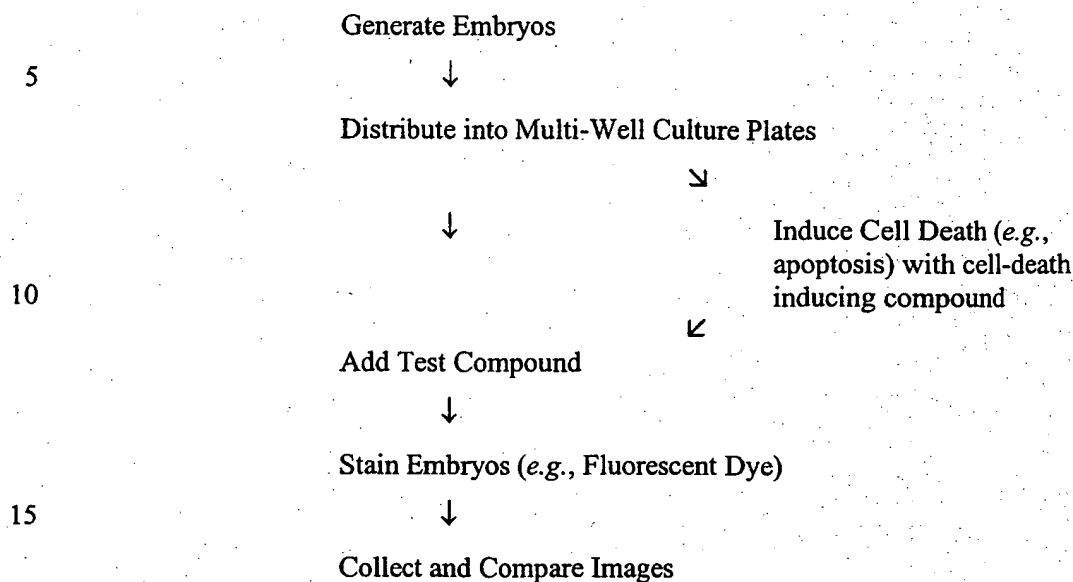 Generate Embryos
5 ↓
Distribute into Multi-Well Culture Plates
↘
↓
Induce Cell Death (e.g.,
apoptosis) with cell-death
10 inducing compound
↙
Add Test Compound
↓
Stain Embryos (e.g., Fluorescent Dye)
15 ↓
Collect and Compare Images